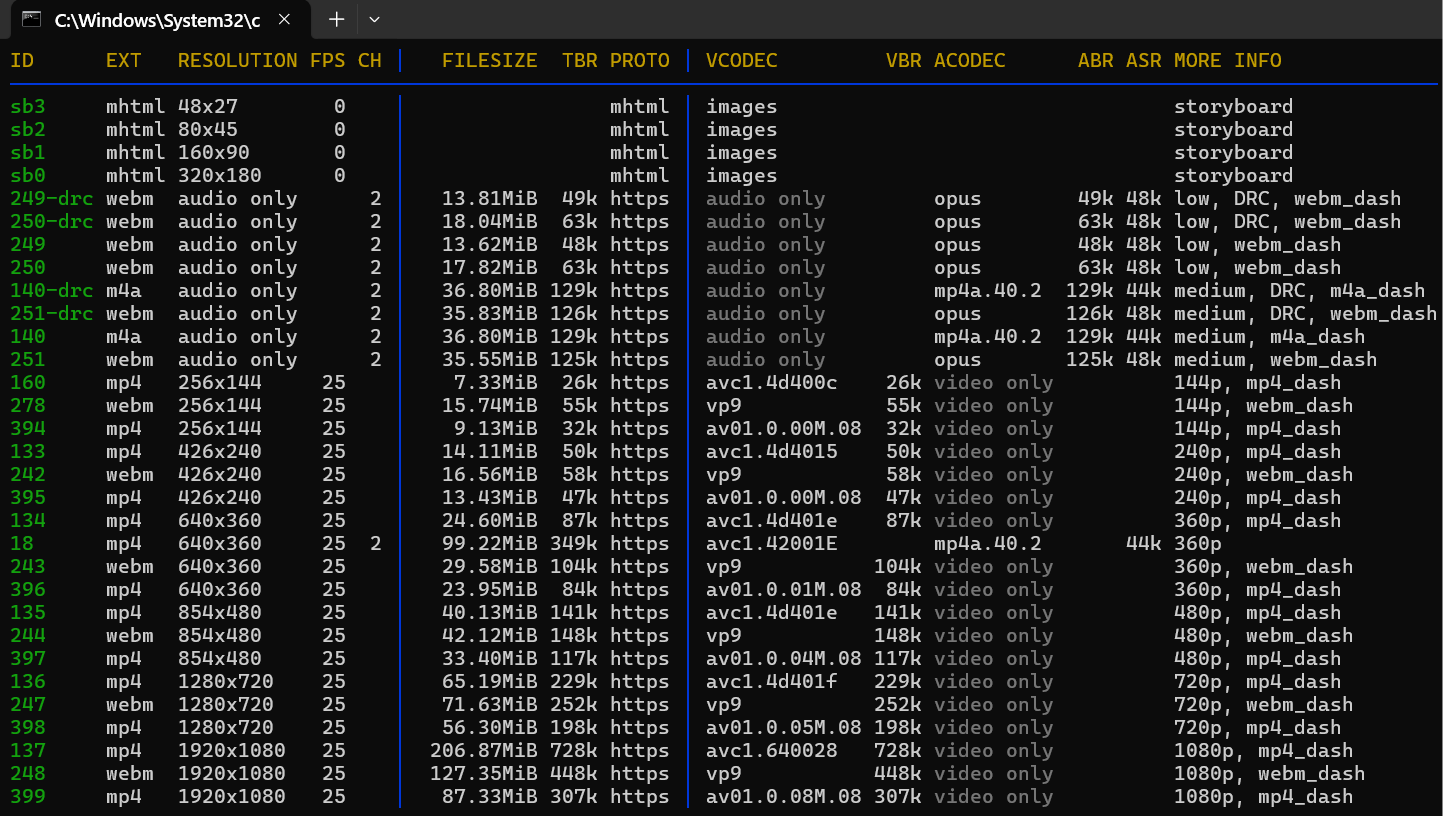 C:\Windows\System32\c
ID EXT RESOLUTION FPS CH | FILESIZE TBR PROTO | VCODEC VBR ACODEC ABR ASR MORE INFO
sb3 mhtml 48x27 0 | mhtml | images storyboard
sb2 mhtml 80x45 0 | mhtml | images storyboard
sb1 mhtml 160x90 0 | mhtml | images storyboard
sb0 mhtml 320x180 0 | mhtml | images storyboard
249-drc webm audio only 2 | 13.81MiB 49k https | audio only opus 49k 48k low, DRC, webm_dash
250-drc webm audio only 2 | 18.04MiB 63k https | audio only opus 63k 48k low, DRC, webm_dash
249 webm audio only 2 | 13.62MiB 48k https | audio only opus 48k 48k low, webm_dash
250 webm audio only 2 | 17.82MiB 63k https | audio only opus 63k 48k low, webm_dash
140-drc m4a audio only 2 | 36.80MiB 129k https | audio only mp4a.40.2 129k 44k medium, DRC, m4a_dash
251-drc webm audio only 2 | 35.83MiB 126k https | audio only opus 126k 48k medium, DRC, webm_dash
140 m4a audio only 2 | 36.80MiB 129k https | audio only mp4a.40.2 129k 44k medium, m4a_dash
251 webm audio only 2 | 35.55MiB 125k https | audio only opus 125k 48k medium, webm_dash
160 mp4 256x144 25 | 7.33MiB 26k https | avc1.4d400c 26k video only 144p, mp4_dash
278 webm 256x144 25 | 15.74MiB 55k https | vp9 55k video only 144p, webm_dash
394 mp4 256x144 25 | 9.13MiB 32k https | av01.0.00M.08 32k video only 144p, mp4_dash
133 mp4 426x240 25 | 14.11MiB 50k https | avc1.4d4015 50k video only 240p, mp4_dash
242 webm 426x240 25 | 16.56MiB 58k https | vp9 58k video only 240p, webm_dash
395 mp4 426x240 25 | 13.43MiB 47k https | av01.0.00M.08 47k video only 240p, mp4_dash
134 mp4 640x360 25 | 24.60MiB 87k https | avc1.4d401e 87k video only 360p, mp4_dash
18 mp4 640x360 25 2 | 99.22MiB 349k https | avc1.42001E mp4a.40.2 44k 360p
243 webm 640x360 25 | 29.58MiB 104k https | vp9 104k video only 360p, webm_dash
396 mp4 640x360 25 | 23.95MiB 84k https | av01.0.01M.08 84k video only 360p, mp4_dash
135 mp4 854x480 25 | 40.13MiB 141k https | avc1.4d401e 141k video only 480p, mp4_dash
244 webm 854x480 25 | 42.12MiB 148k https | vp9 148k video only 480p, webm_dash
397 mp4 854x480 25 | 33.40MiB 117k https | av01.0.04M.08 117k video only 480p, mp4_dash
136 mp4 1280x720 25 | 65.19MiB 229k https | avc1.4d401f 229k video only 720p, mp4_dash
247 webm 1280x720 25 | 71.63MiB 252k https | vp9 252k video only 720p, webm_dash
398 mp4 1280x720 25 | 56.30MiB 198k https | av01.0.05M.08 198k video only 720p, mp4_dash
137 mp4 1920x1080 25 | 206.87MiB 728k https | avc1.640028 728k video only 1080p, mp4_dash
248 webm 1920x1080 25 | 127.35MiB 448k https | vp9 448k video only 1080p, webm_dash
399 mp4 1920x1080 25 | 87.33MiB 307k https | av01.0.08M.08 307k video only 1080p, mp4_dash